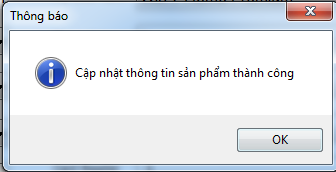 Thông báo
Cập nhật thông tin sản phẩm thành công
OK